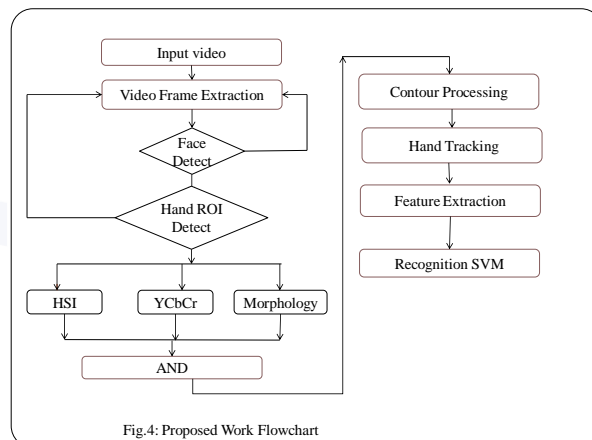 Input video
Video Frame Extraction
Face
Detect
Hand ROI
Detect
HSI
YCbCr
Morphology
AND
Contour Processing
Hand Tracking
Feature Extraction
Recognition SVM
Fig.4: Proposed Work Flowchart